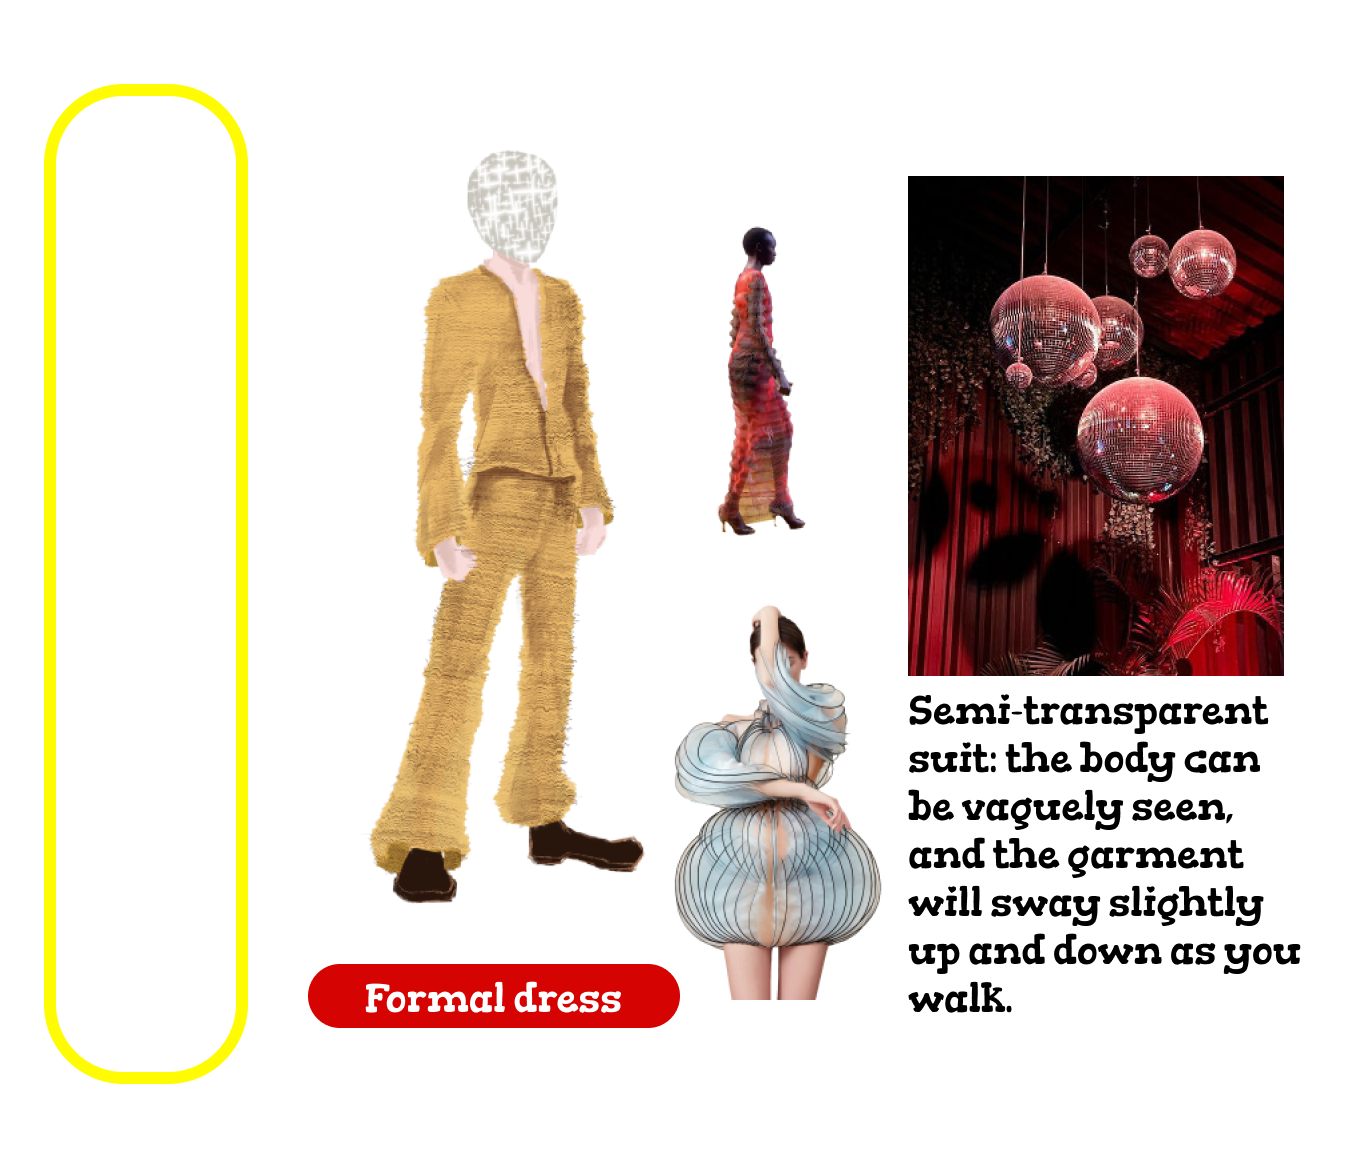 Formal dress
Semi-transparent
suit: the body can
be vaguely seen,
and the garment
will sway slightly
up and down as you
walk.